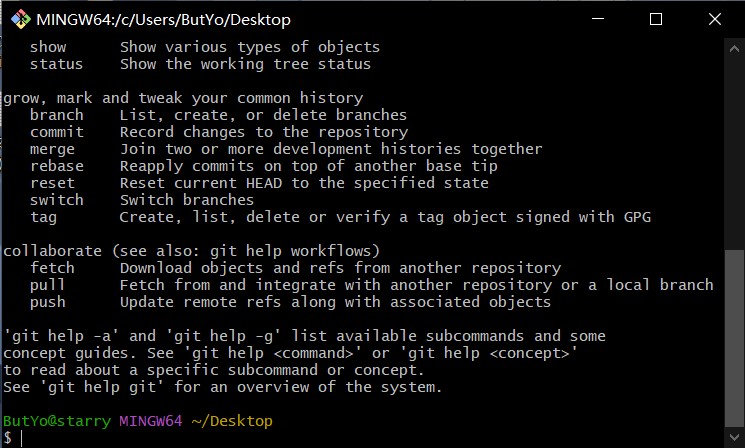 MINGW64:/c/Users/ButYo/Desktop
show Show various types of objects
status Show the working tree status
grow, mark and tweak your common history
branch List, create, or delete branches
commit Record changes to the repository
merge Join two or more development histories together
rebase Reapply commits on top of another base tip
reset Reset current HEAD to the specified state
switch Switch branches
tag Create, list, delete or verify a tag object signed with GPG
collaborate (see also: git help workflows)
fetch Download objects and refs from another repository
pull Fetch from and integrate with another repository or a local branch
push Update remote refs along with associated objects
'git help -a' and 'git help -g' list available subcommands and some
concept guides. See 'git help <command>' or 'git help <concept>'
to read about a specific subcommand or concept.
See 'git help git' for an overview of the system.
ButYo@starry MINGW64 ~/Desktop
$